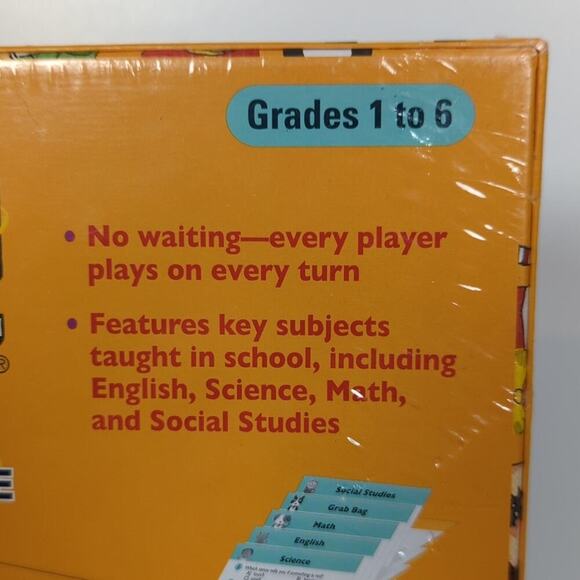 Grades 1 to 6
• No waiting—every player
plays on every turn
• Features key subjects
taught in school, including
English, Science, Math,
and Social Studies
®
E
Social Studies
Grab Bag
Math
English
Science